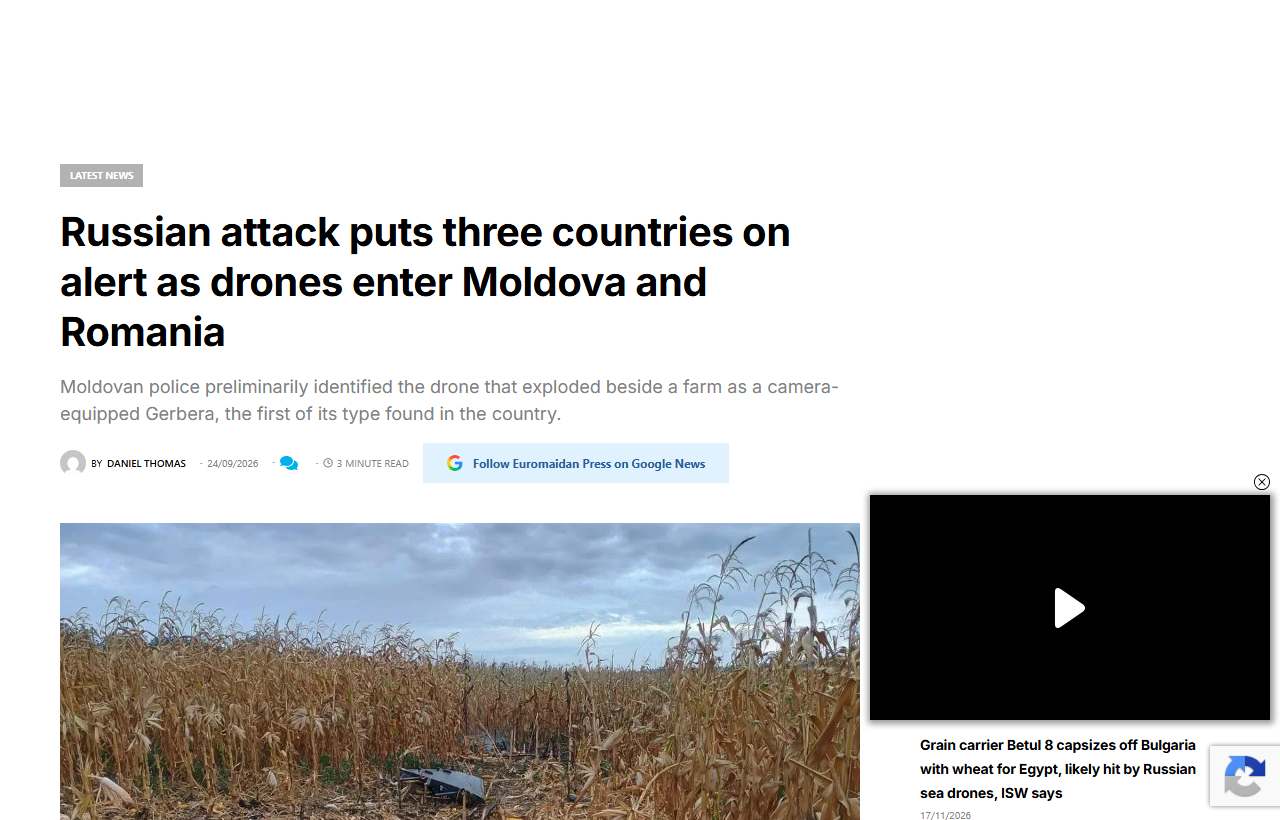 LATEST NEWS
Russian attack puts three countries on
alert as drones enter Moldova and
Romania
Moldovan police preliminarily identified the drone that exploded beside a farm as a camera-
equipped Gerbera, the first of its type found in the country.
BY DANIEL THOMAS - 24/09/2026 - - 3 MINUTE READ
Follow Euromaidan Press on Google News
Grain carrier Betul 8 capsizes off Bulgaria
with wheat for Egypt, likely hit by Russian
sea drones, ISW says
17/11/2026